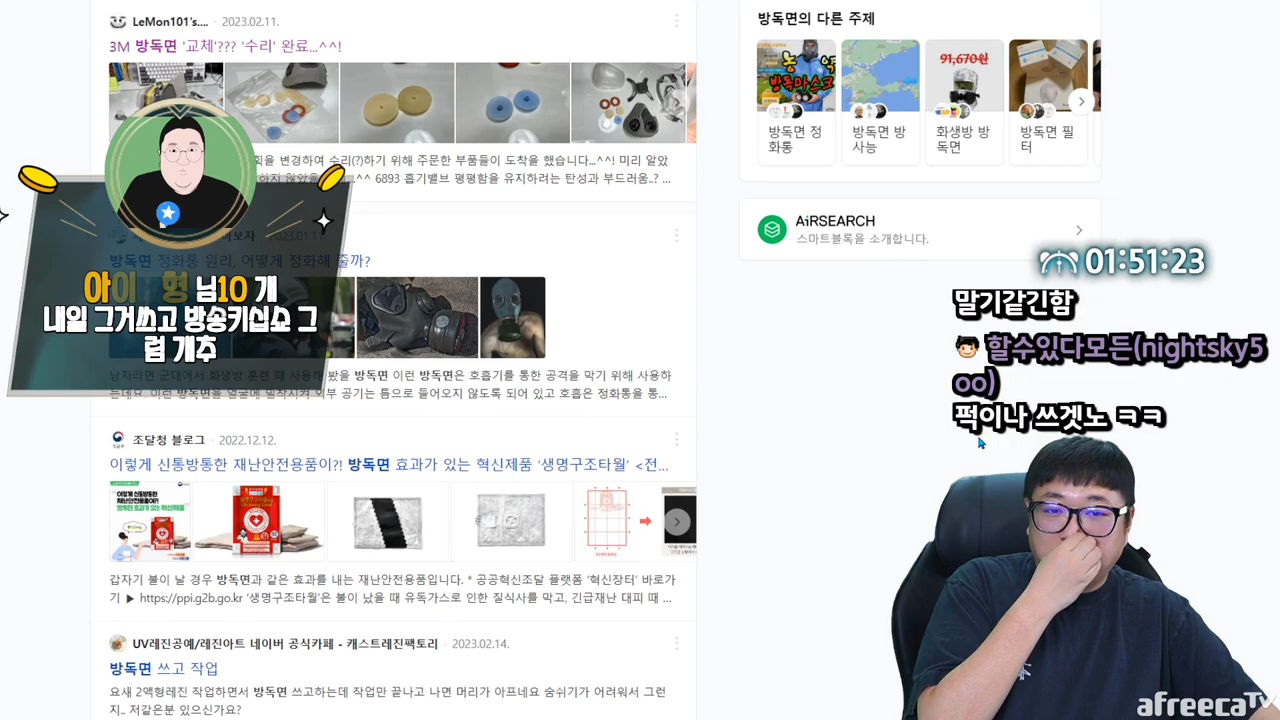 LeMon101's.... · 2023.02.11.
3M 방독면 '교체'??? '수리' 완료...^^!
획을 변경하여 수리(?)하기 위해 주문한 부품들이 도착을 했습니다...^^! 미리 알았
하지 않았을 ...^^ 6893 흡기밸브 평평함을 유지하려는 탄성과 부드러움..? ...
바보자 · 2023.01.11.
방독면 정화통 원리, 어떻게 정화해 줄까?
남자라면 군대에서 화생방 훈련 때 사용해 봤을 방독면 이런 방독면은 호흡기를 통한 공격을 막기 위해 사용하
는데요. 이런 방독면을 얼굴에 밀착시켜 외부 공기는 틈으로 들어오지 않도록 되어 있고 호흡은 정화통을 통...
아이 형 님10 개
내일 그거쓰고 방송키십쇼 그
럼 개추
조달청 블로그 · 2022.12.12.
이렇게 신통방통한 재난안전용품이?! 방독면 효과가 있는 혁신제품 '생명구조타월' <전...
갑자기 불이 날 경우 방독면과 같은 효과를 내는 재난안전용품입니다. * 공공혁신조달 플랫폼 '혁신장터' 바로가
기 ▶ https://ppi.g2b.go.kr '생명구조타월'은 불이 났을 때 유독가스로 인한 질식사를 막고, 긴급재난 대피 때 ...
UV레진공예/레진아트 네이버 공식카페 - 캐스트레진팩토리 · 2023.02.14.
방독면 쓰고 작업
요새 2액형레진 작업하면서 방독면 쓰고하는데 작업만 끝나고 나면 머리가 아프네요 숨쉬기가 어려워서 그런
지.. 저같은분 있으신가요?
방독면의 다른 주제
농약
방독마스크
91,670원
방독면 정
화통
방독면 방
사능
화생방 방
독면
방독면 필
터
AiRSEARCH
스마트블록을 소개합니다.
01:51:23
말기같긴함
할수있다모든(nightsky5
oo)
퍽이나 쓰겟노 ㅋㅋ
afreecaTV